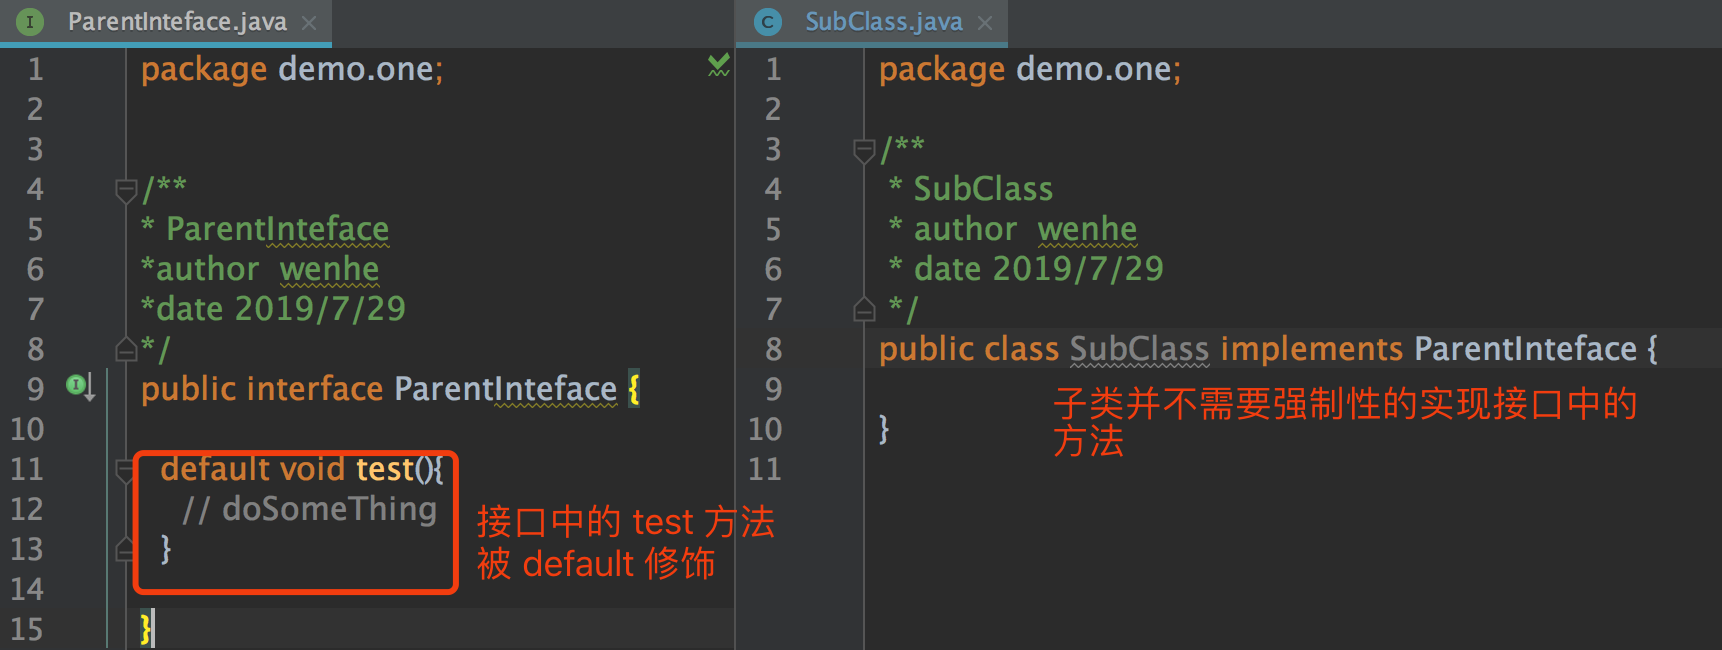 ParentInteface.java
1 package demo.one;
2
3
4 /**
5 * ParentInteface
6 *author wenhe
7 *date 2019/7/29
8 */
9 public interface ParentInteface {
10
11 default void test(){
12 // doSomeThing
13 }
14
15 }
接口中的 test 方法
被 default 修饰
SubClass.java
1 package demo.one;
2
3 /**
4 * SubClass
5 * author wenhe
6 * date 2019/7/29
7 */
8 public class SubClass implements ParentInteface {
9
10 }
11
子类并不需要强制性的实现接口中的
方法